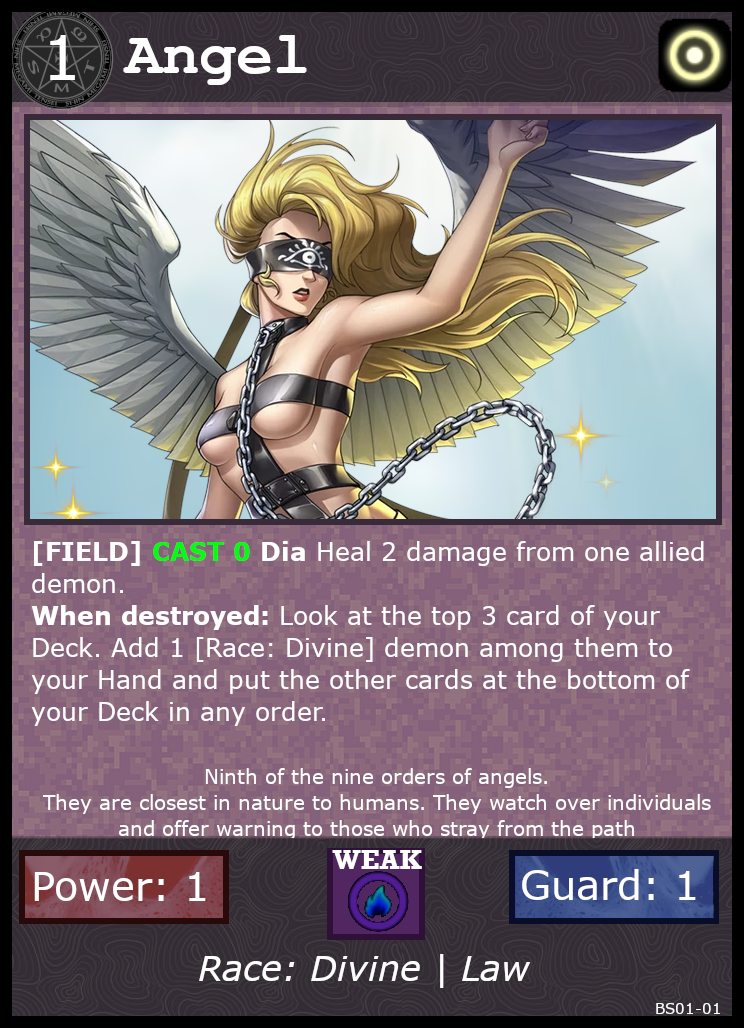 1 Angel
[FIELD] CAST 0 Dia Heal 2 damage from one allied
demon.
When destroyed: Look at the top 3 card of your
Deck. Add 1 [Race: Divine] demon among them to
your Hand and put the other cards at the bottom of
your Deck in any order.
Ninth of the nine orders of angels.
They are closest in nature to humans. They watch over individuals
and offer warning to those who stray from the path
Power: 1
WEAK
Guard: 1
Race: Divine | Law
BS01-01